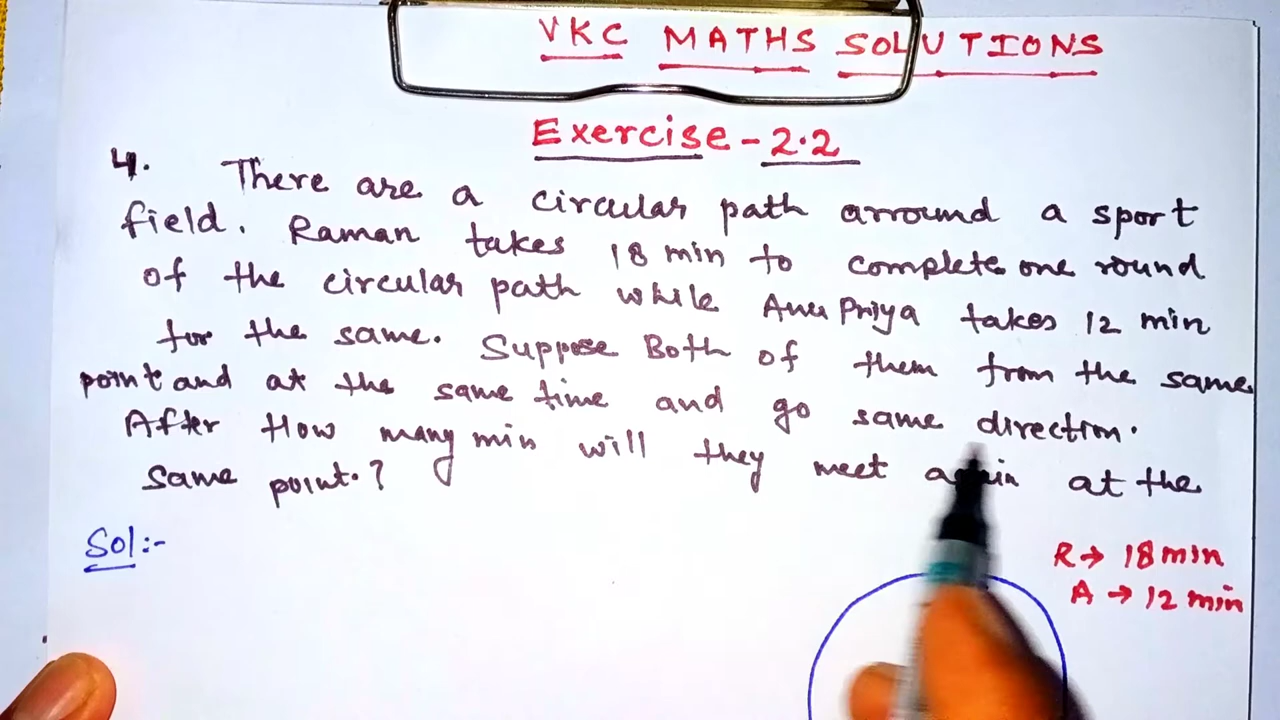 VKC MATHS SOLUTIONS
Exercise-2.2
4. There are a circular path arround a sport
field. Raman takes 18 min to complete one round
of the circular path while Anu Priya takes 12 min
for the same. Suppose Both of them from the same
point and at the same time and go same direction.
After How many min will they meet again at the
Same point.?
Sol:-
R→ 18 min
A → 12 min